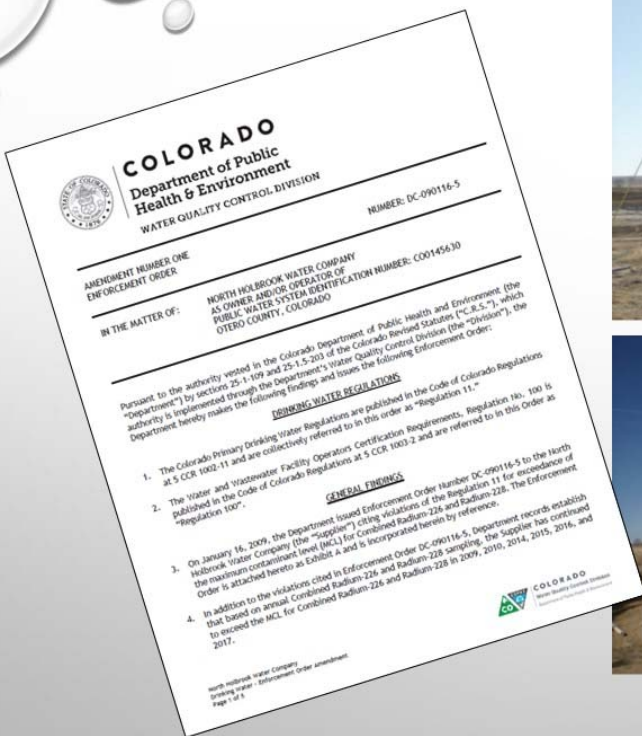 COLORADO
Department of Public
Health & Environment
WATER QUALITY CONTROL DIVISION
AMENDMENT NUMBER ONE
ENFORCEMENT ORDER
NUMBER: DC-090116-5
IN THE MATTER OF:
NORTH HOLBROOK WATER COMPANY
AS OWNER AND/OR OPERATOR OF
PUBLIC WATER SYSTEM IDENTIFICATION NUMBER: CO0145630
OTERO COUNTY, COLORADO
Pursuant to the authority vested in the Colorado Department of Public Health and Environment (the
"Department") by sections 25-1-109 and 25-1.5-203 of the Colorado Revised Statutes ("C.R.S."), which
authority is implemented through the Department's Water Quality Control Division (the "Division"), the
Department hereby makes the following findings and issues the following Enforcement Order:
DRINKING WATER REGULATIONS
1. The Colorado Primary Drinking Water Regulations are published in the Code of Colorado Regulations
at 5 CCR 1002-11 and are collectively referred to in this order as "Regulation 11."
2. The Water and Wastewater Facility Operators Certification Requirements, Regulation No. 100 is
published in the Code of Colorado Regulations at 5 CCR 1003-2 and are referred to in this Order as
"Regulation 100".
GENERAL FINDINGS
3. On January 16, 2009, the Department issued Enforcement Order Number DC-090116-5 to the North
Holbrook Water Company (the "Supplier") citing violations of the Regulation 11 for exceedance of
the maximum contaminant level (MCL) for Combined Radium-226 and Radium-228. The Enforcement
Order is attached hereto as Exhibit A and is incorporated herein by reference.
4. In addition to the violations cited in Enforcement Order DC-090116-5, Department records establish
that based on annual Combined Radium-226 and Radium-228 sampling, the Supplier has continued
to exceed the MCL for Combined Radium-226 and Radium-228 in 2009, 2010, 2014, 2015, 2016, and
2017.
North Holbrook Water Company
Drinking Water - Enforcement Order Amendment
Page 1 of 5
CO
COLORADO
Water Quality Control Division